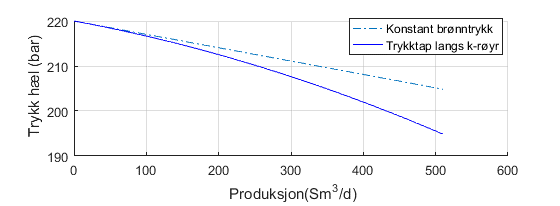 220
210
200
190
Trykk hæl (bar)
0
100
200
300
400
500
600
Produksjon(Sm³/d)
Konstant brønntrykk
Trykktap langs k-røyr